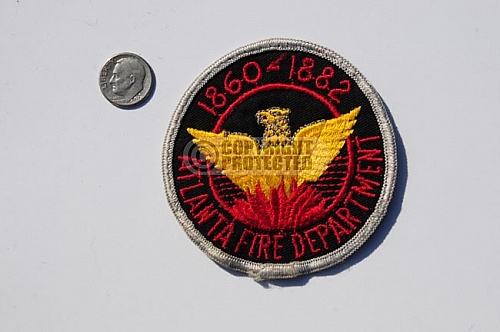 1860 - 1882
COPYRIGHT
PROTECTED
ATLANTA FIRE DEPARTMENT